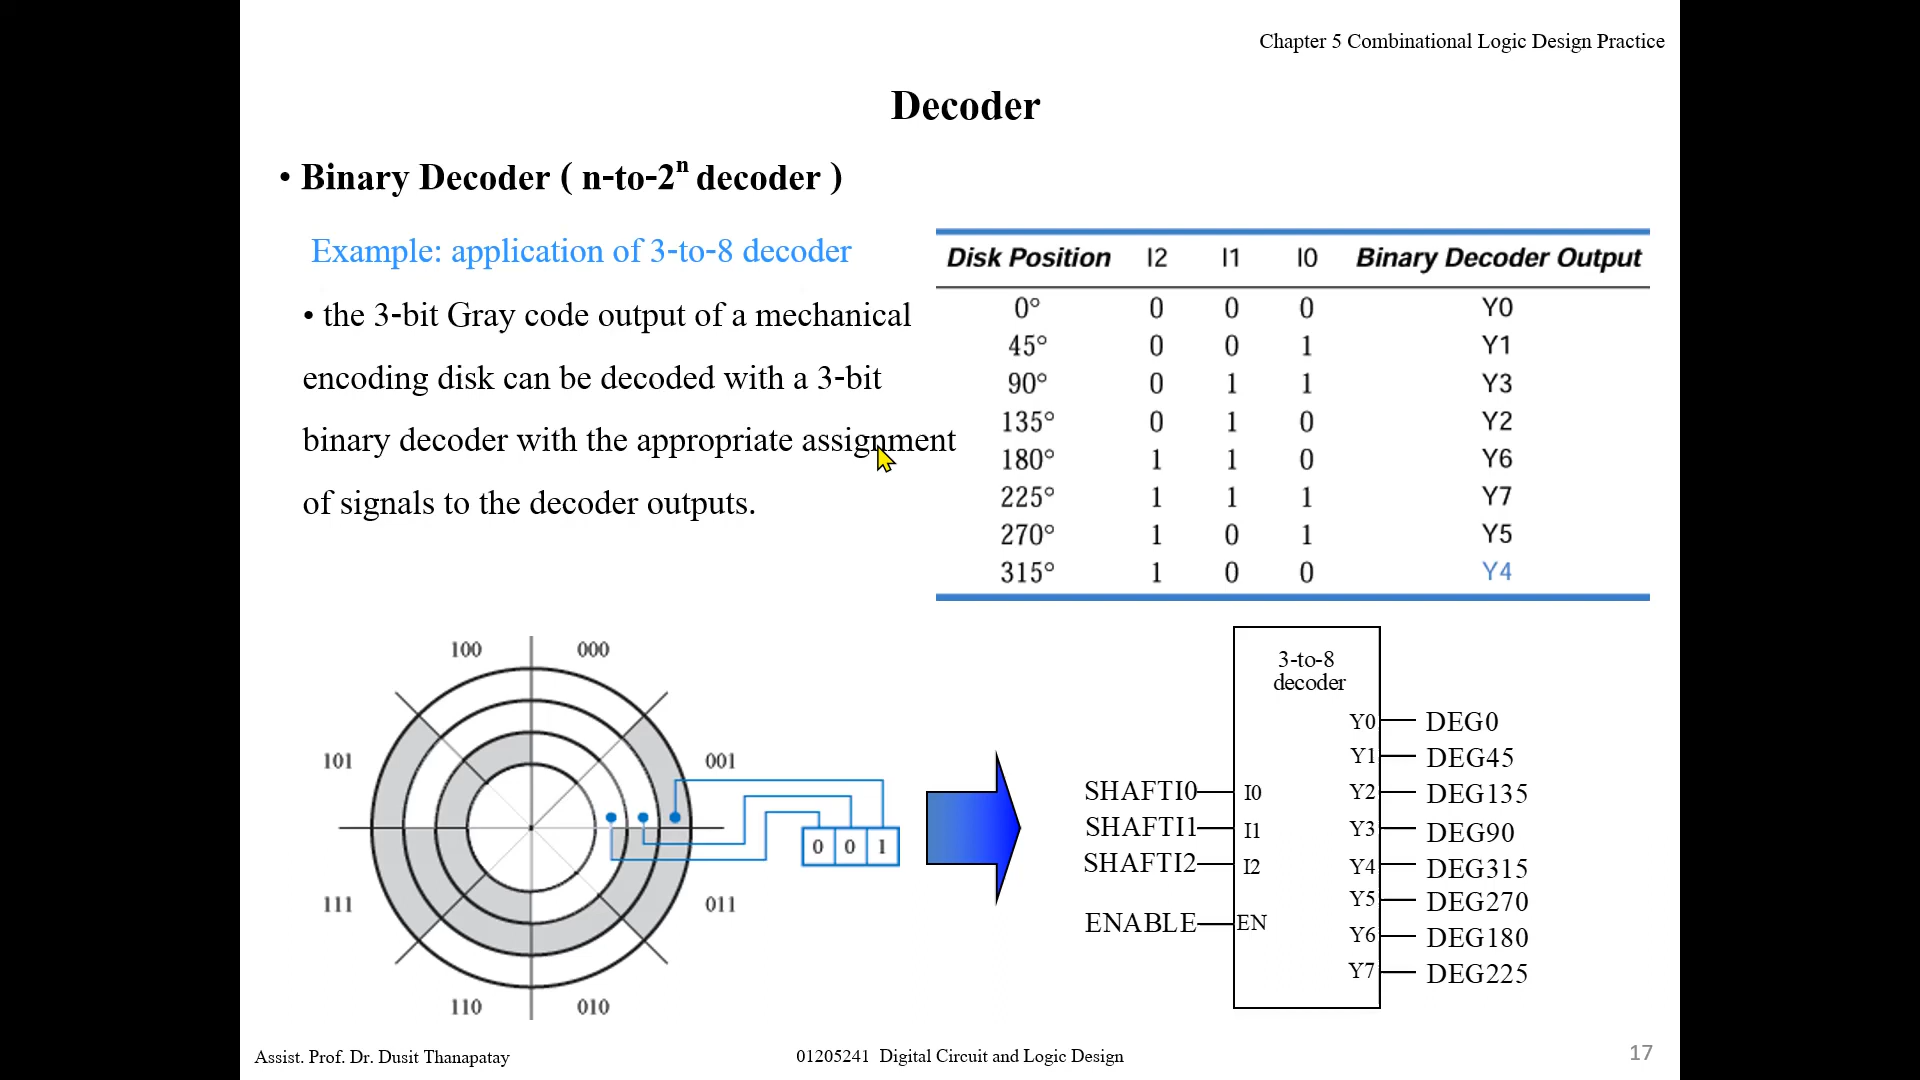 Chapter 5 Combinational Logic Design Practice
Decoder
• Binary Decoder ( n-to-2ⁿ decoder )
Example: application of 3-to-8 decoder
• the 3-bit Gray code output of a mechanical
encoding disk can be decoded with a 3-bit
binary decoder with the appropriate assignment
of signals to the decoder outputs.
Disk Position I2 I1 I0 Binary Decoder Output
0° 0 0 0 Y0
45° 0 0 1 Y1
90° 0 1 1 Y3
135° 0 1 0 Y2
180° 1 1 0 Y6
225° 1 1 1 Y7
270° 1 0 1 Y5
315° 1 0 0 Y4
100 000
101 001
0 0 1
111 011
110 010
3-to-8
decoder
SHAFTI0 I0
SHAFTI1 I1
SHAFTI2 I2
ENABLE EN
Y0 DEG0
Y1 DEG45
Y2 DEG135
Y3 DEG90
Y4 DEG315
Y5 DEG270
Y6 DEG180
Y7 DEG225
Assist. Prof. Dr. Dusit Thanapatay
01205241 Digital Circuit and Logic Design
17